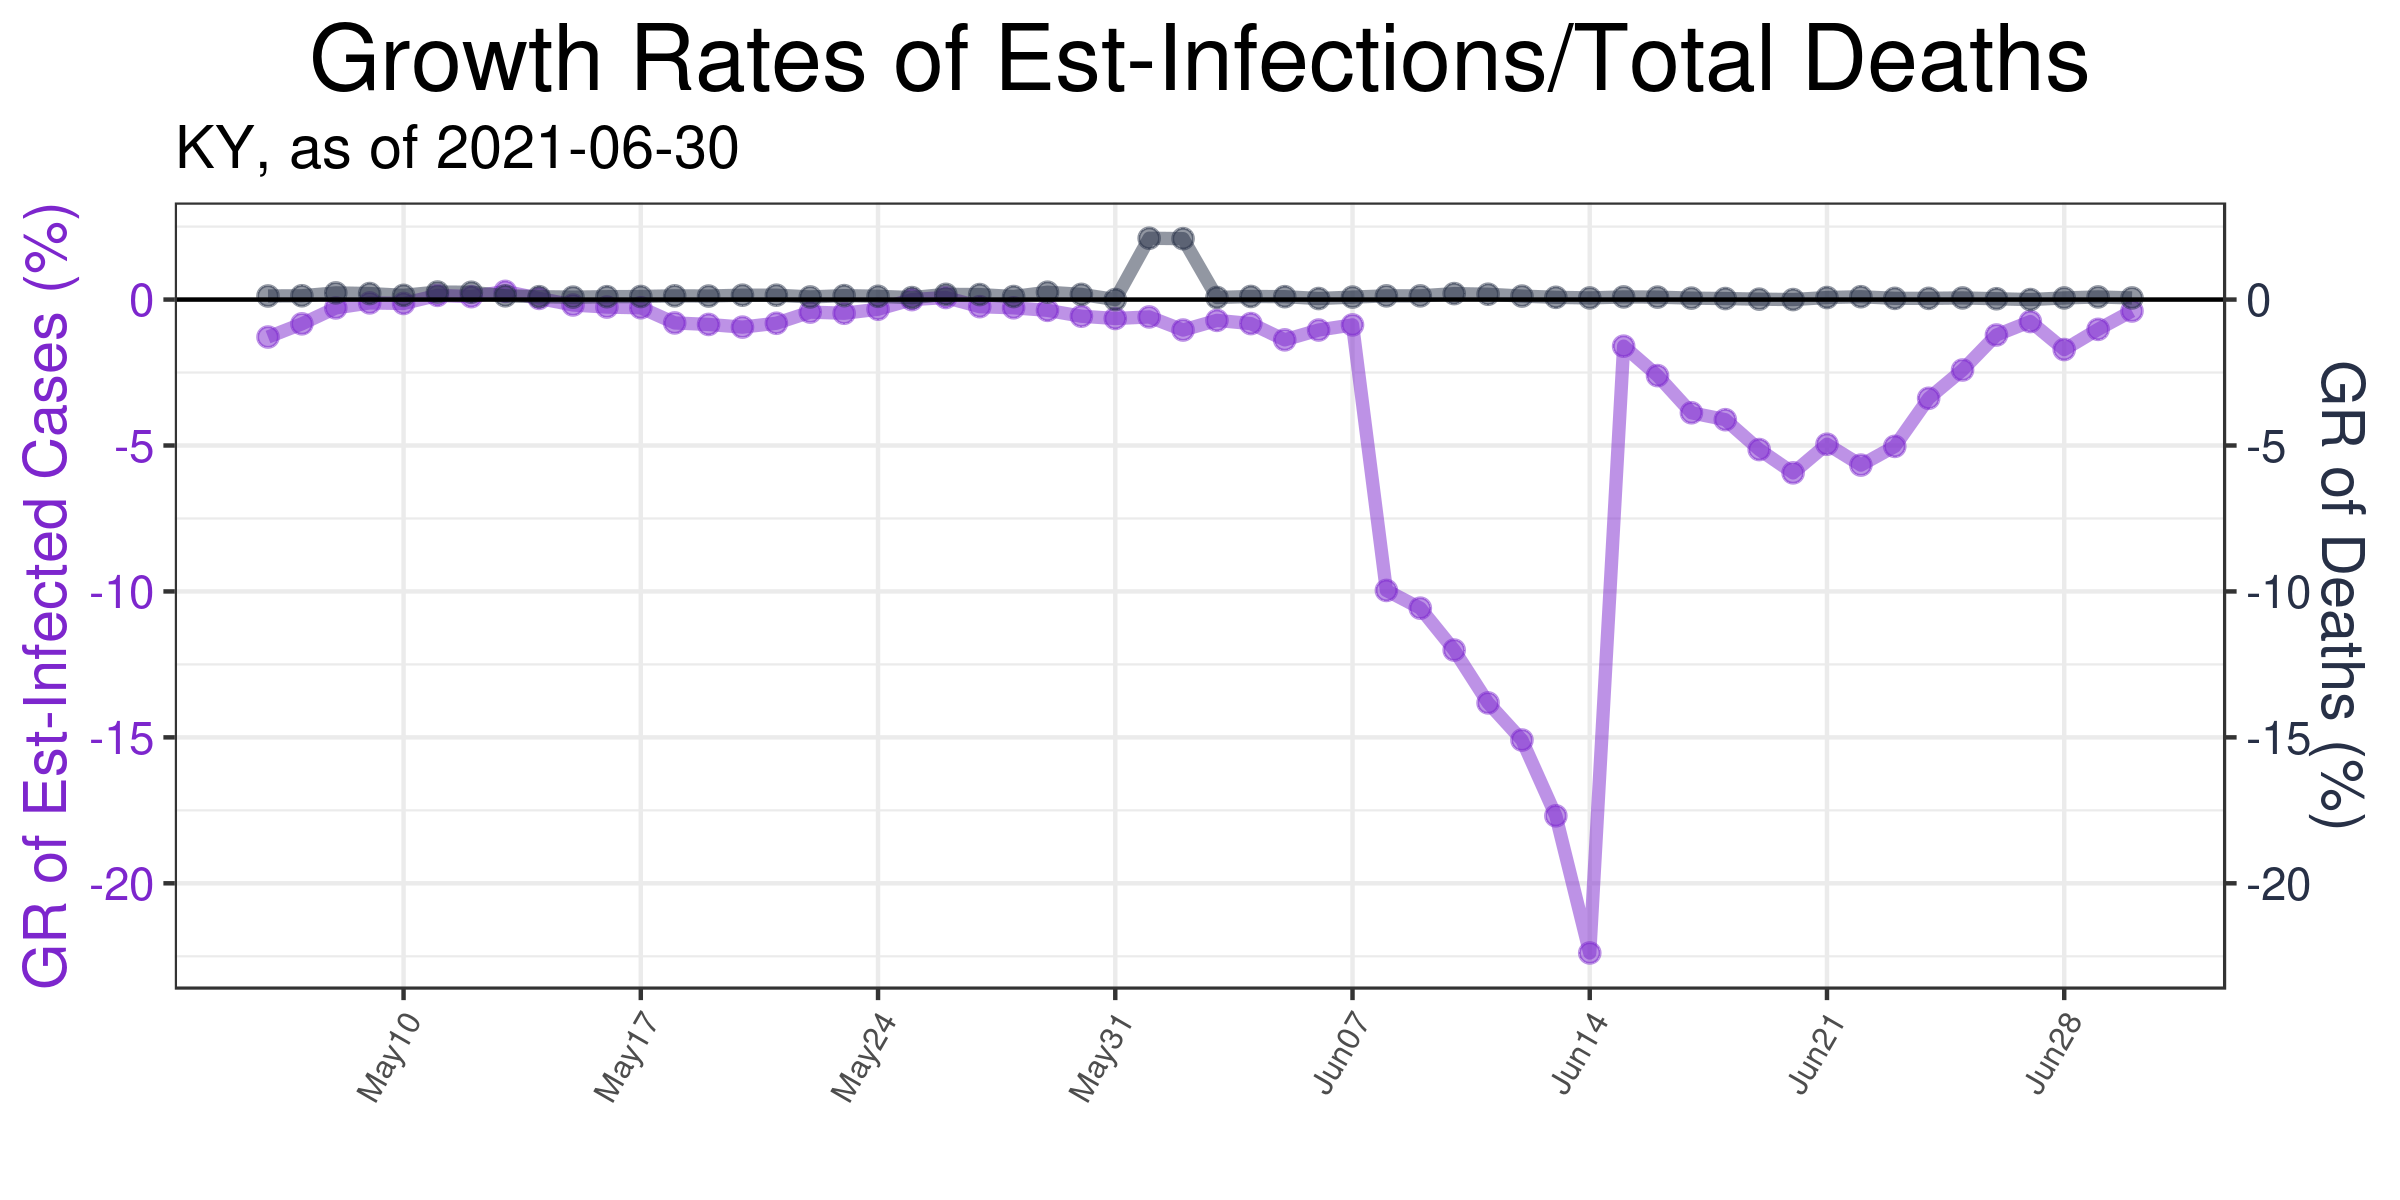 Growth Rates of Est-Infections/Total Deaths
KY, as of 2021-06-30
GR of Est-Infected Cases (%)
0
-5
-10
-15
-20
0
-5
-10
-15
-20
GR of Deaths (%)
May10
May17
May24
May31
Jun07
Jun14
Jun21
Jun28